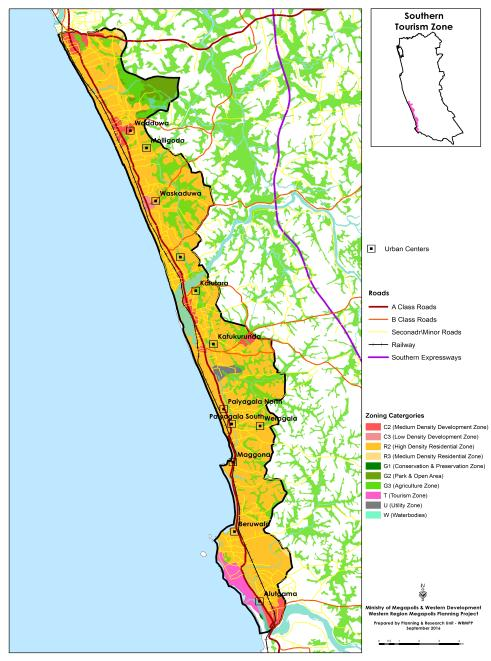 Southern
Tourism Zone
Wadduwa
Molligoda
Waskaduwa
Kalutara
Katukurunda
Paiyagala North
Paiyagala South
Weragala
Maggona
Beruwala
Aluthgama
Urban Centers
Roads
A Class Roads
B Class Roads
Seconadri\Minor Roads
Railway
Southern Expressways
Zoning Catergories
C2 (Medium Density Development Zone)
C3 (Low Density Development Zone)
R2 (High Density Residential Zone)
R3 (Medium Density Residential Zone)
G1 (Conservation & Preservation Zone)
G2 (Park & Open Area)
G3 (Agriculture Zone)
T (Tourism Zone)
U (Utility Zone)
W (Waterbodies)
N
Ministry of Megapolis & Western Development
Western Region Megapolis Planning Project
Prepared by Planning & Research Unit - WRMPP
September 2016